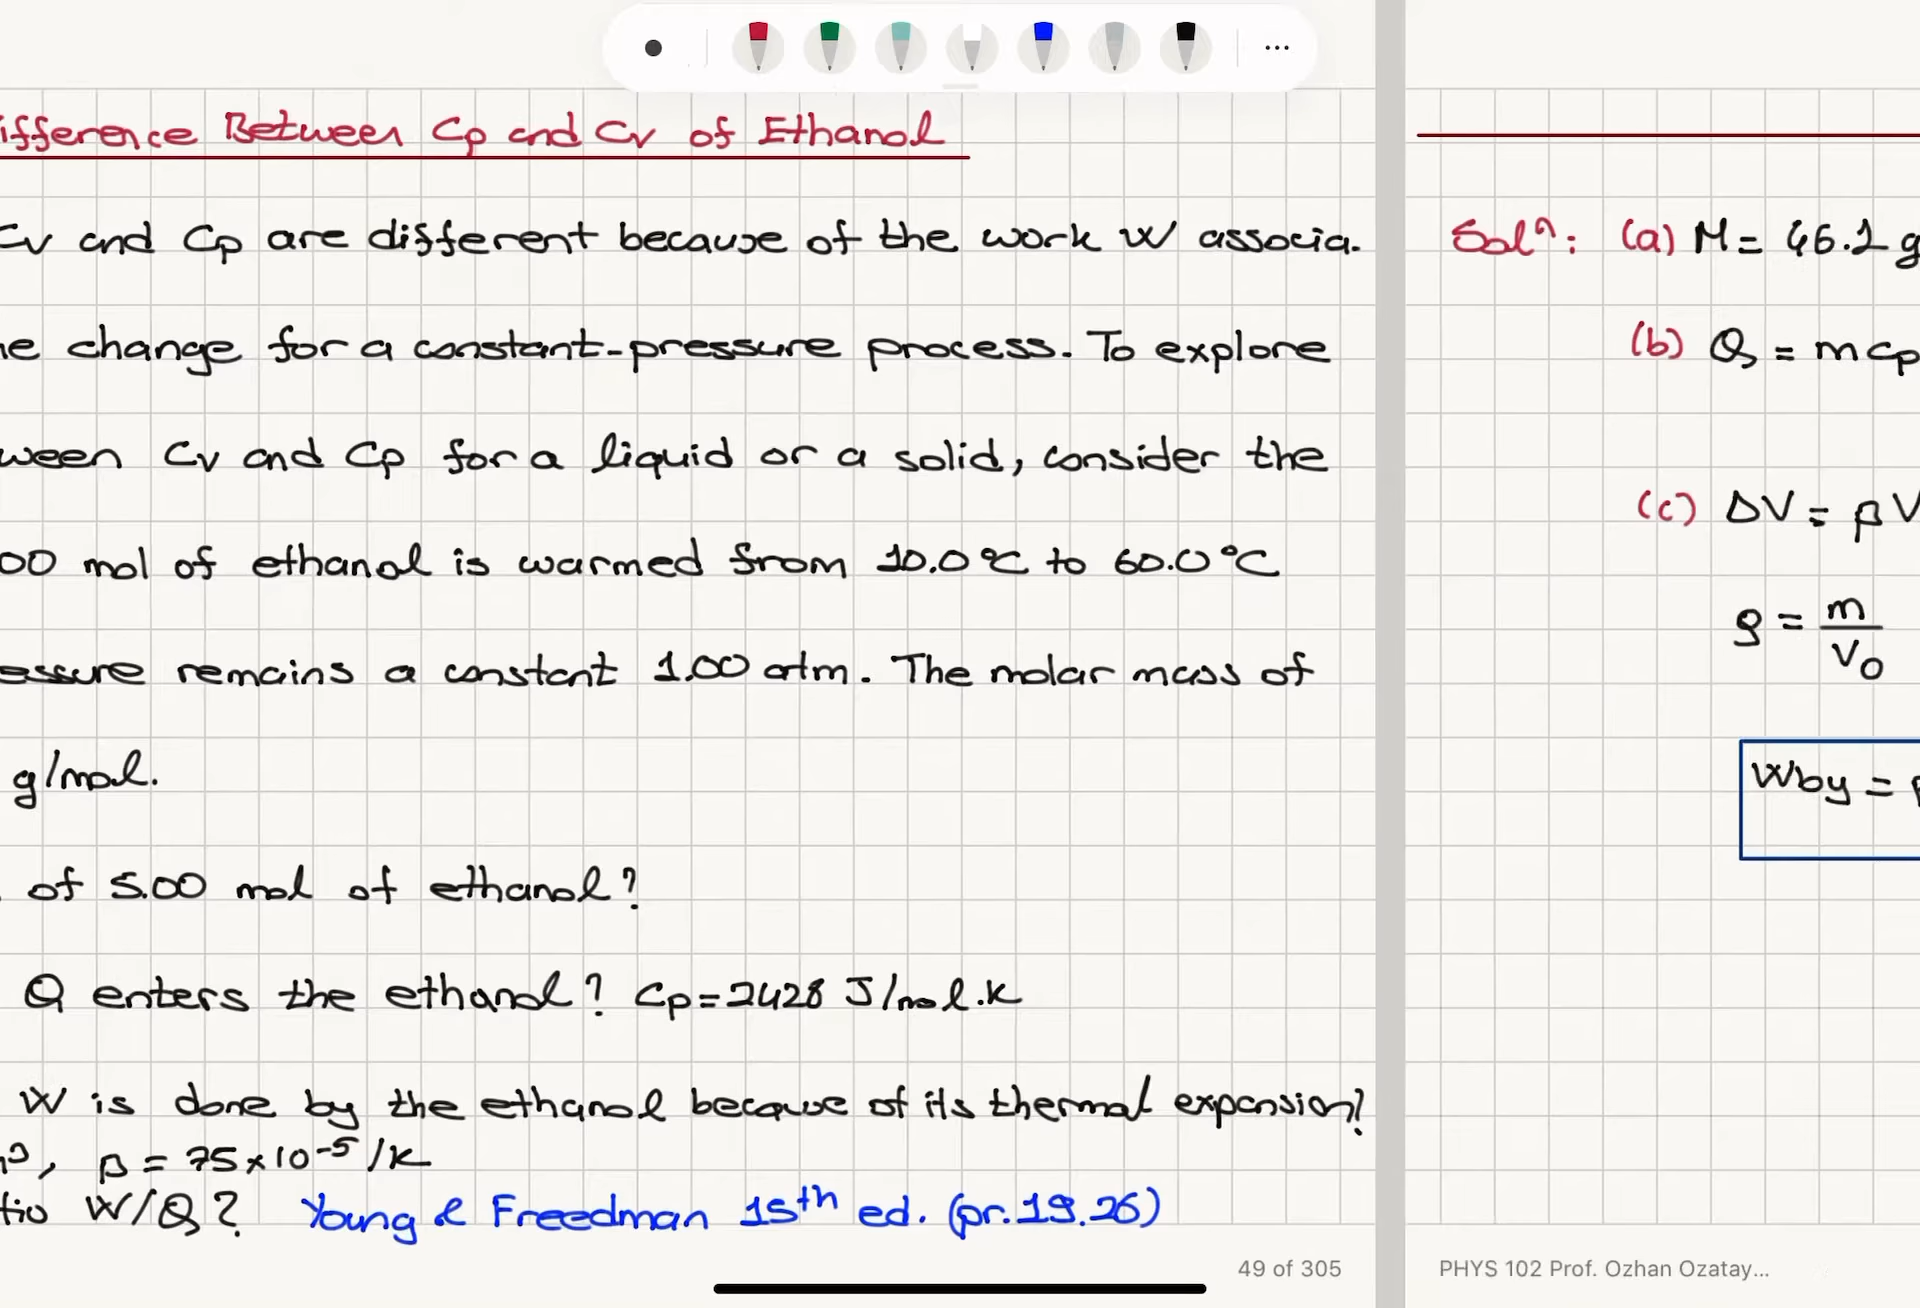 ifference Between Cp and Cv of Ethanol
Cv and Cp are different because of the work W associa-
e change for a constant-pressure process. To explore
ween Cv and Cp for a liquid or a solid, consider the
00 mol of ethanol is warmed from 10.0°C to 60.0°C
essure remains a constant 1.00 atm. The molar mass of
g/mol.
of 5.00 mol of ethanol?
Q enters the ethanol? Cp=2428 J/mol.K
W is done by the ethanol because of its thermal expansion?
, β = 75x10⁻⁵/K
tio W/Q? Young & Freedman 15th ed. (pr.19.26)
49 of 305
Solⁿ: (a) M = 46.1 g
(b) Q = mcp
(c) ΔV = βV
ρ = m/V₀
Wby =
PHYS 102 Prof. Ozhan Ozatay...